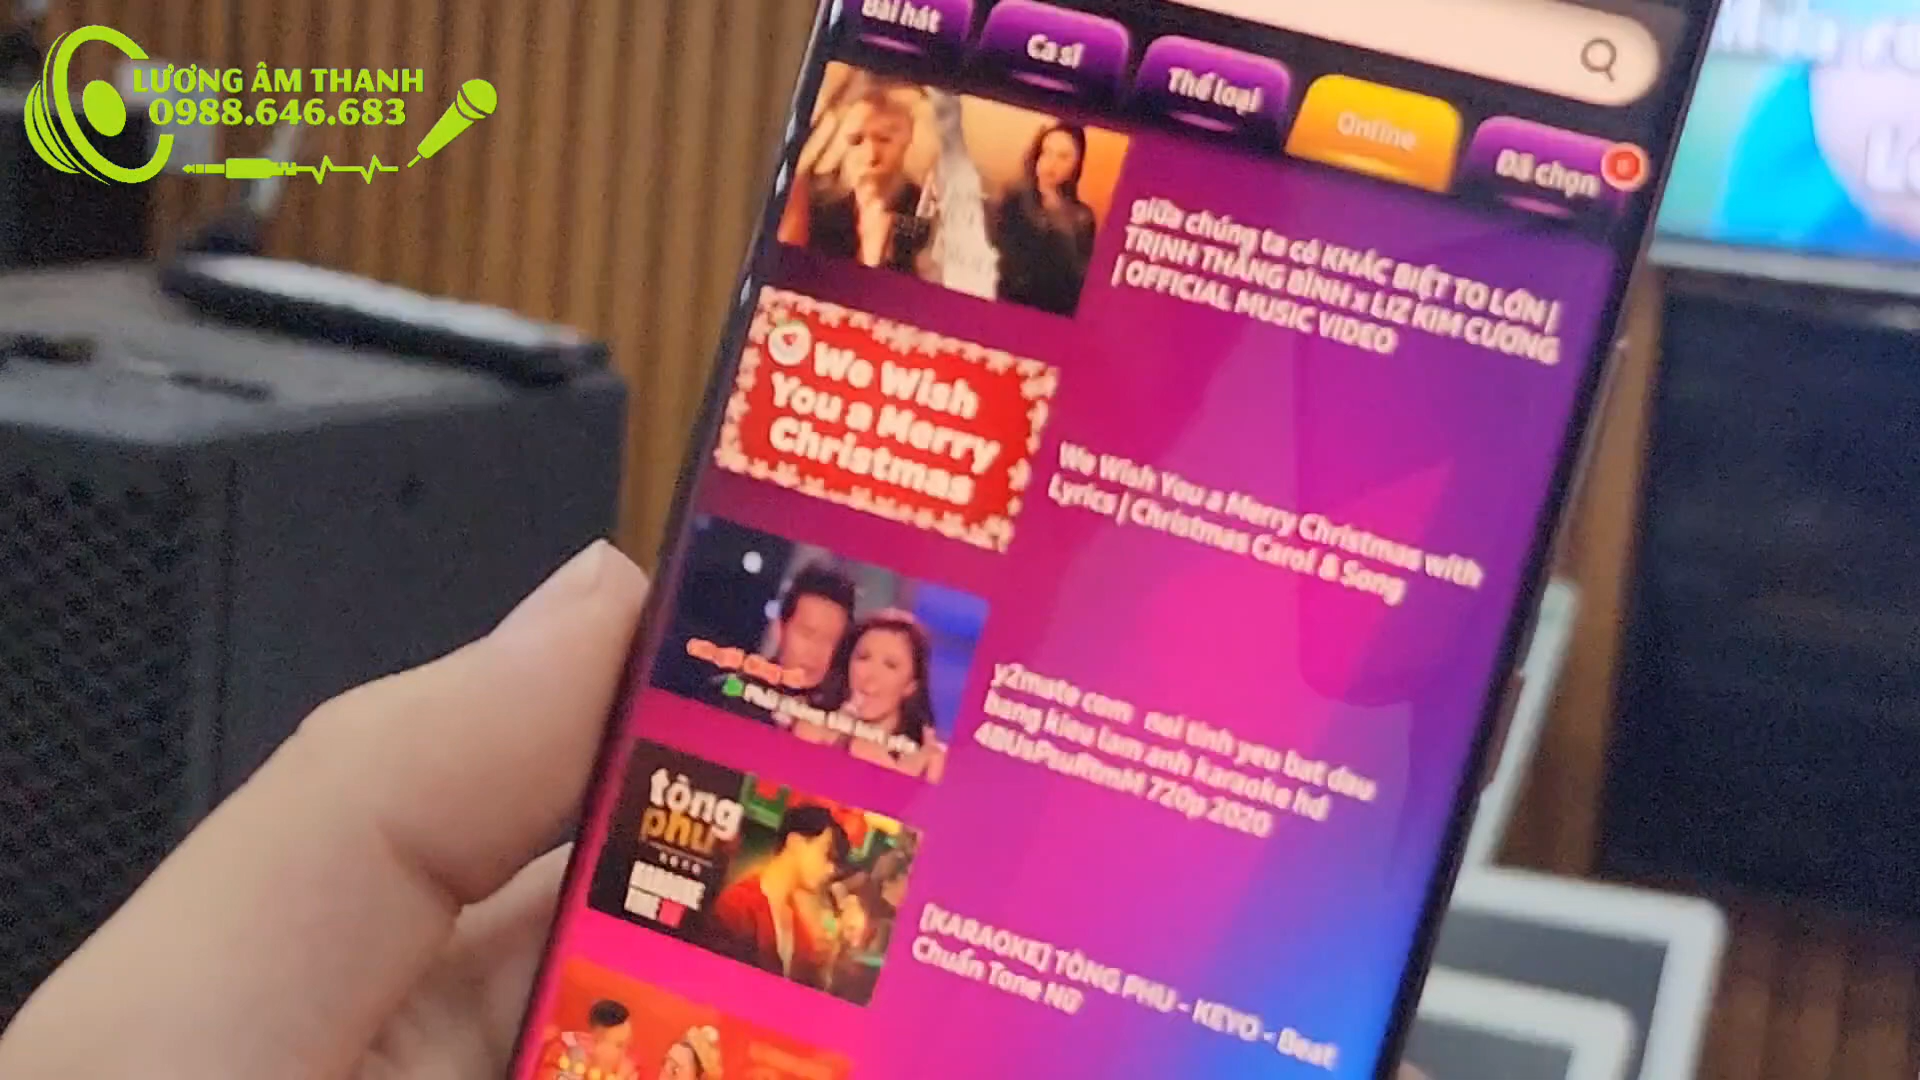 LƯƠNG ÂM THANH
0988.646.683
Bài hát
Ca sĩ
Thể loại
Online
Đã chọn
giữa chúng ta có KHÁC BIỆT TO LỚN |
TRỊNH THĂNG BÌNH x LIZ KIM CƯƠNG
| OFFICIAL MUSIC VIDEO
We Wish
You a Merry
Christmas
We Wish You a Merry Christmas with
Lyrics | Christmas Carol & Song
y2mate com nai tinh yeu bat dau
bang kieu lam anh karaoke hd
720p 2020
tòng
phu
KARAOKE
[KARAOKE] TÒNG PHU - KEYO - Beat
Chuẩn Tone Nữ